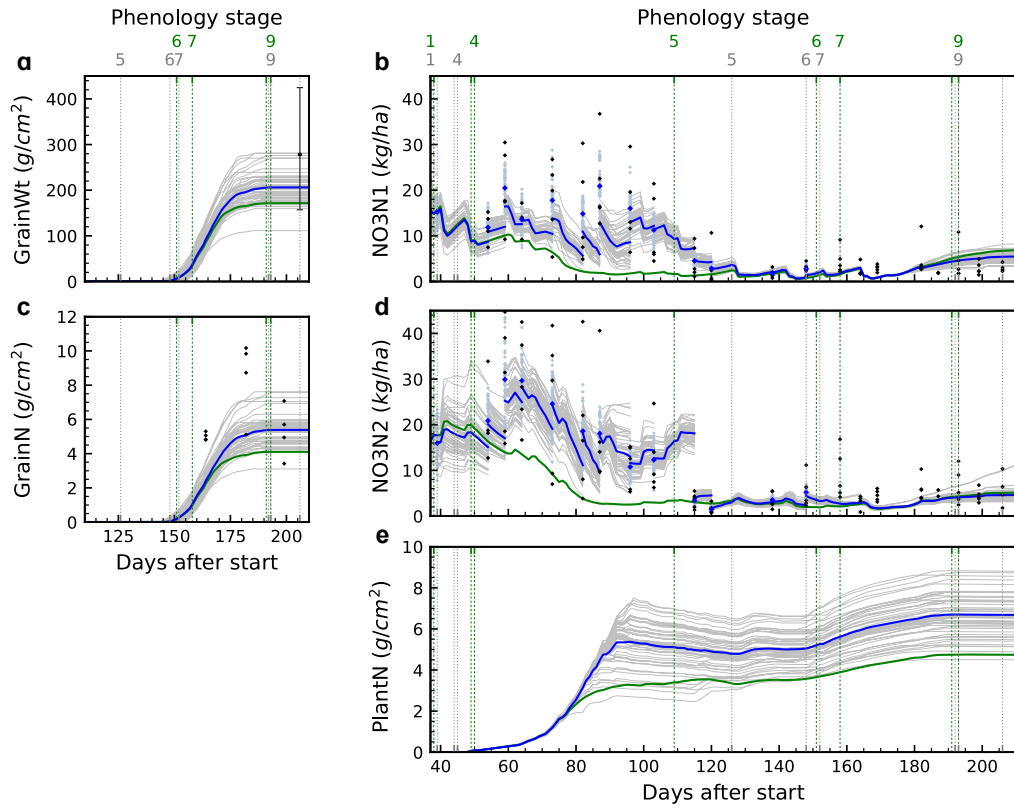 Phenology stage
Phenology stage
6 7 9
5 67 9
1 4 5 6 7 9
1 4 5 6 7 9
a
b
GrainWt (g/cm²)
400
300
200
100
0
NO3N1 (kg/ha)
40
30
20
10
0
c
d
GrainN (g/cm²)
12
10
8
6
4
2
0
125 150 175 200
Days after start
NO3N2 (kg/ha)
40
30
20
10
0
e
PlantN (g/cm²)
10
8
6
4
2
0
40 60 80 100 120 140 160 180 200
Days after start